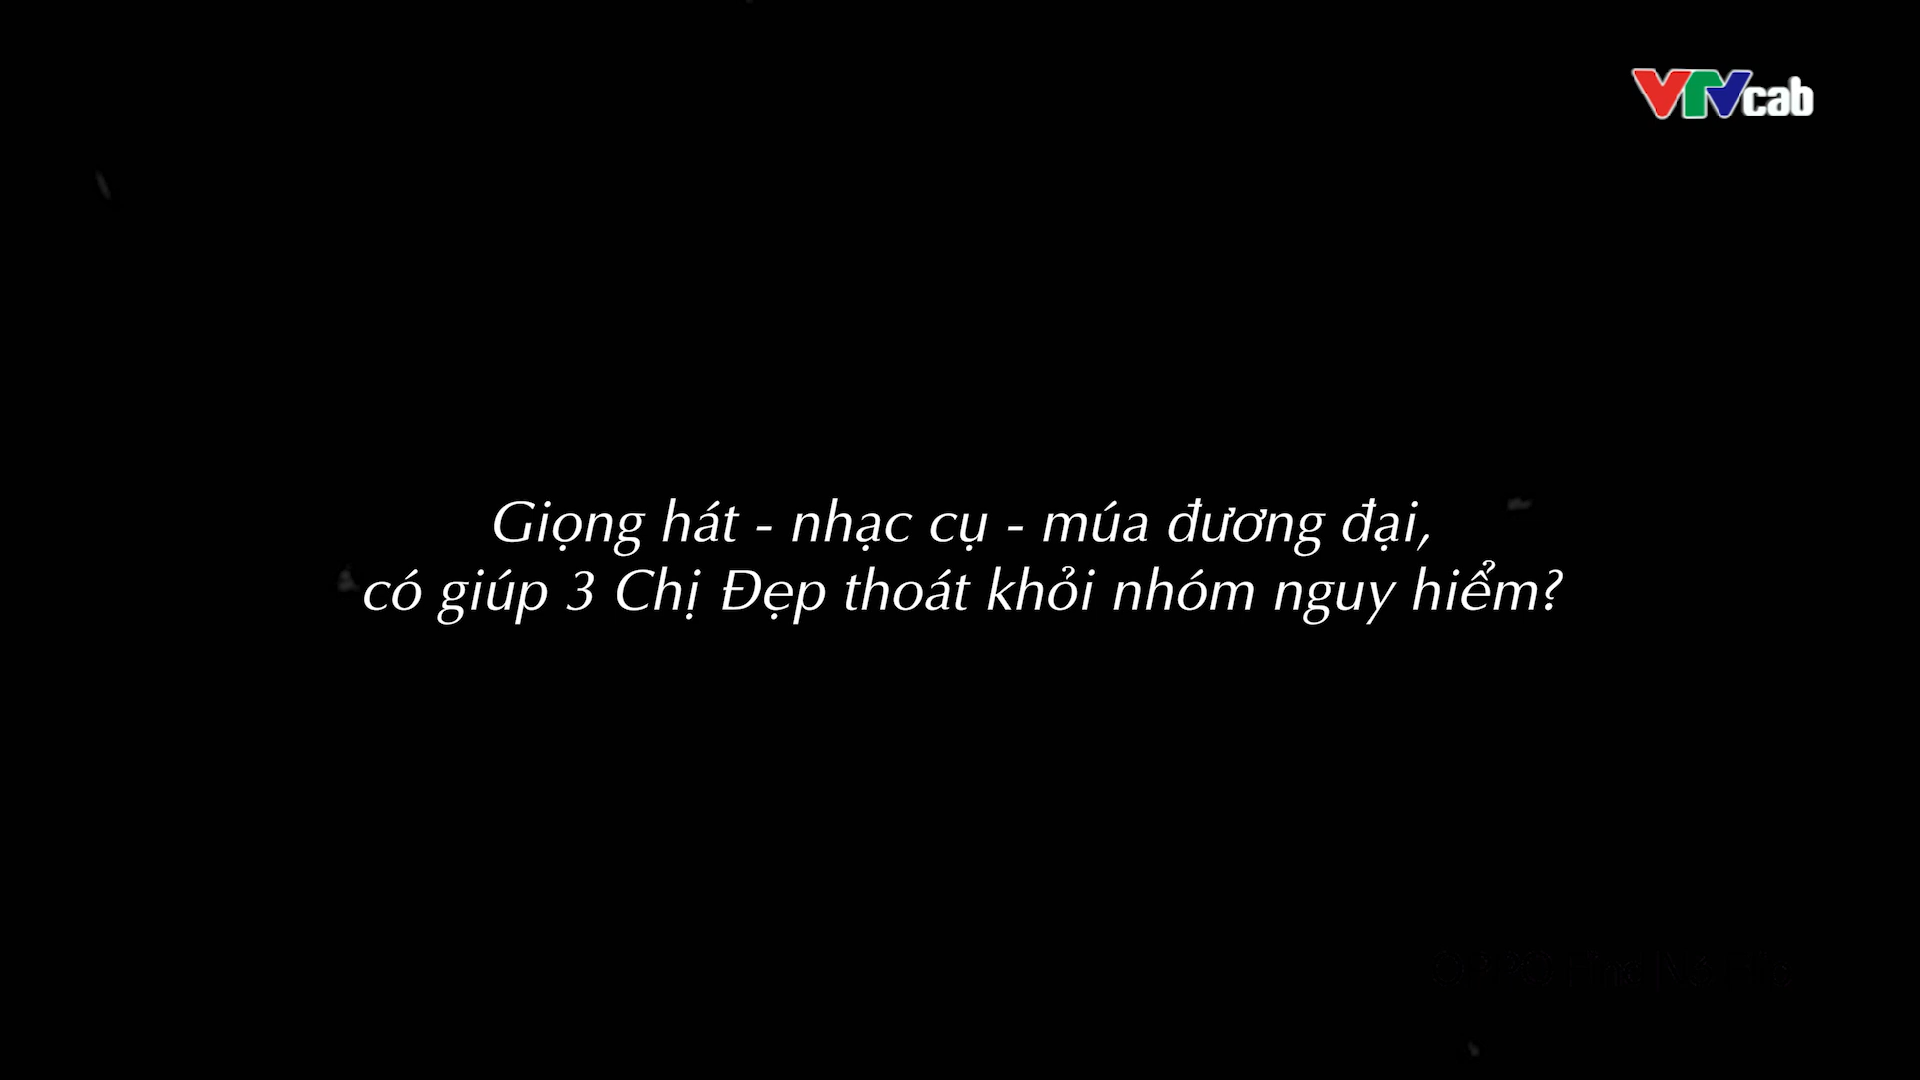 VTVcab
Giọng hát - nhạc cụ - múa đương đại,
có giúp 3 Chị Đẹp thoát khỏi nhóm nguy hiểm?